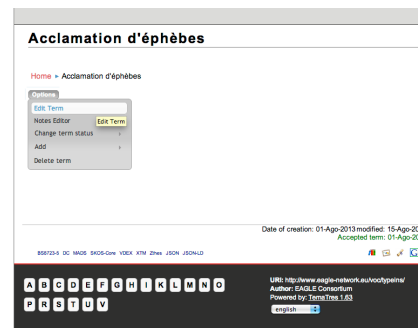 Acclamation d'éphèbes
Home ► Acclamation d'éphèbes
Options
Edit Term
Notes Editor
Edit Term
Change term status
Add
Delete term
Date of creation: 01-Ago-2013 modified: 15-Ago-20
Accepted term: 01-Ago-20
BS8723-5 DC MADS SKOS-Core VDEX XTM Zthes JSON JSON-LD
A B C D E F G H I K L M N O
P R S T U V
URI: http://www.eagle-network.eu/voc/typeins/
Author: EAGLE Consortium
Powered by: TemaTres 1.63
english